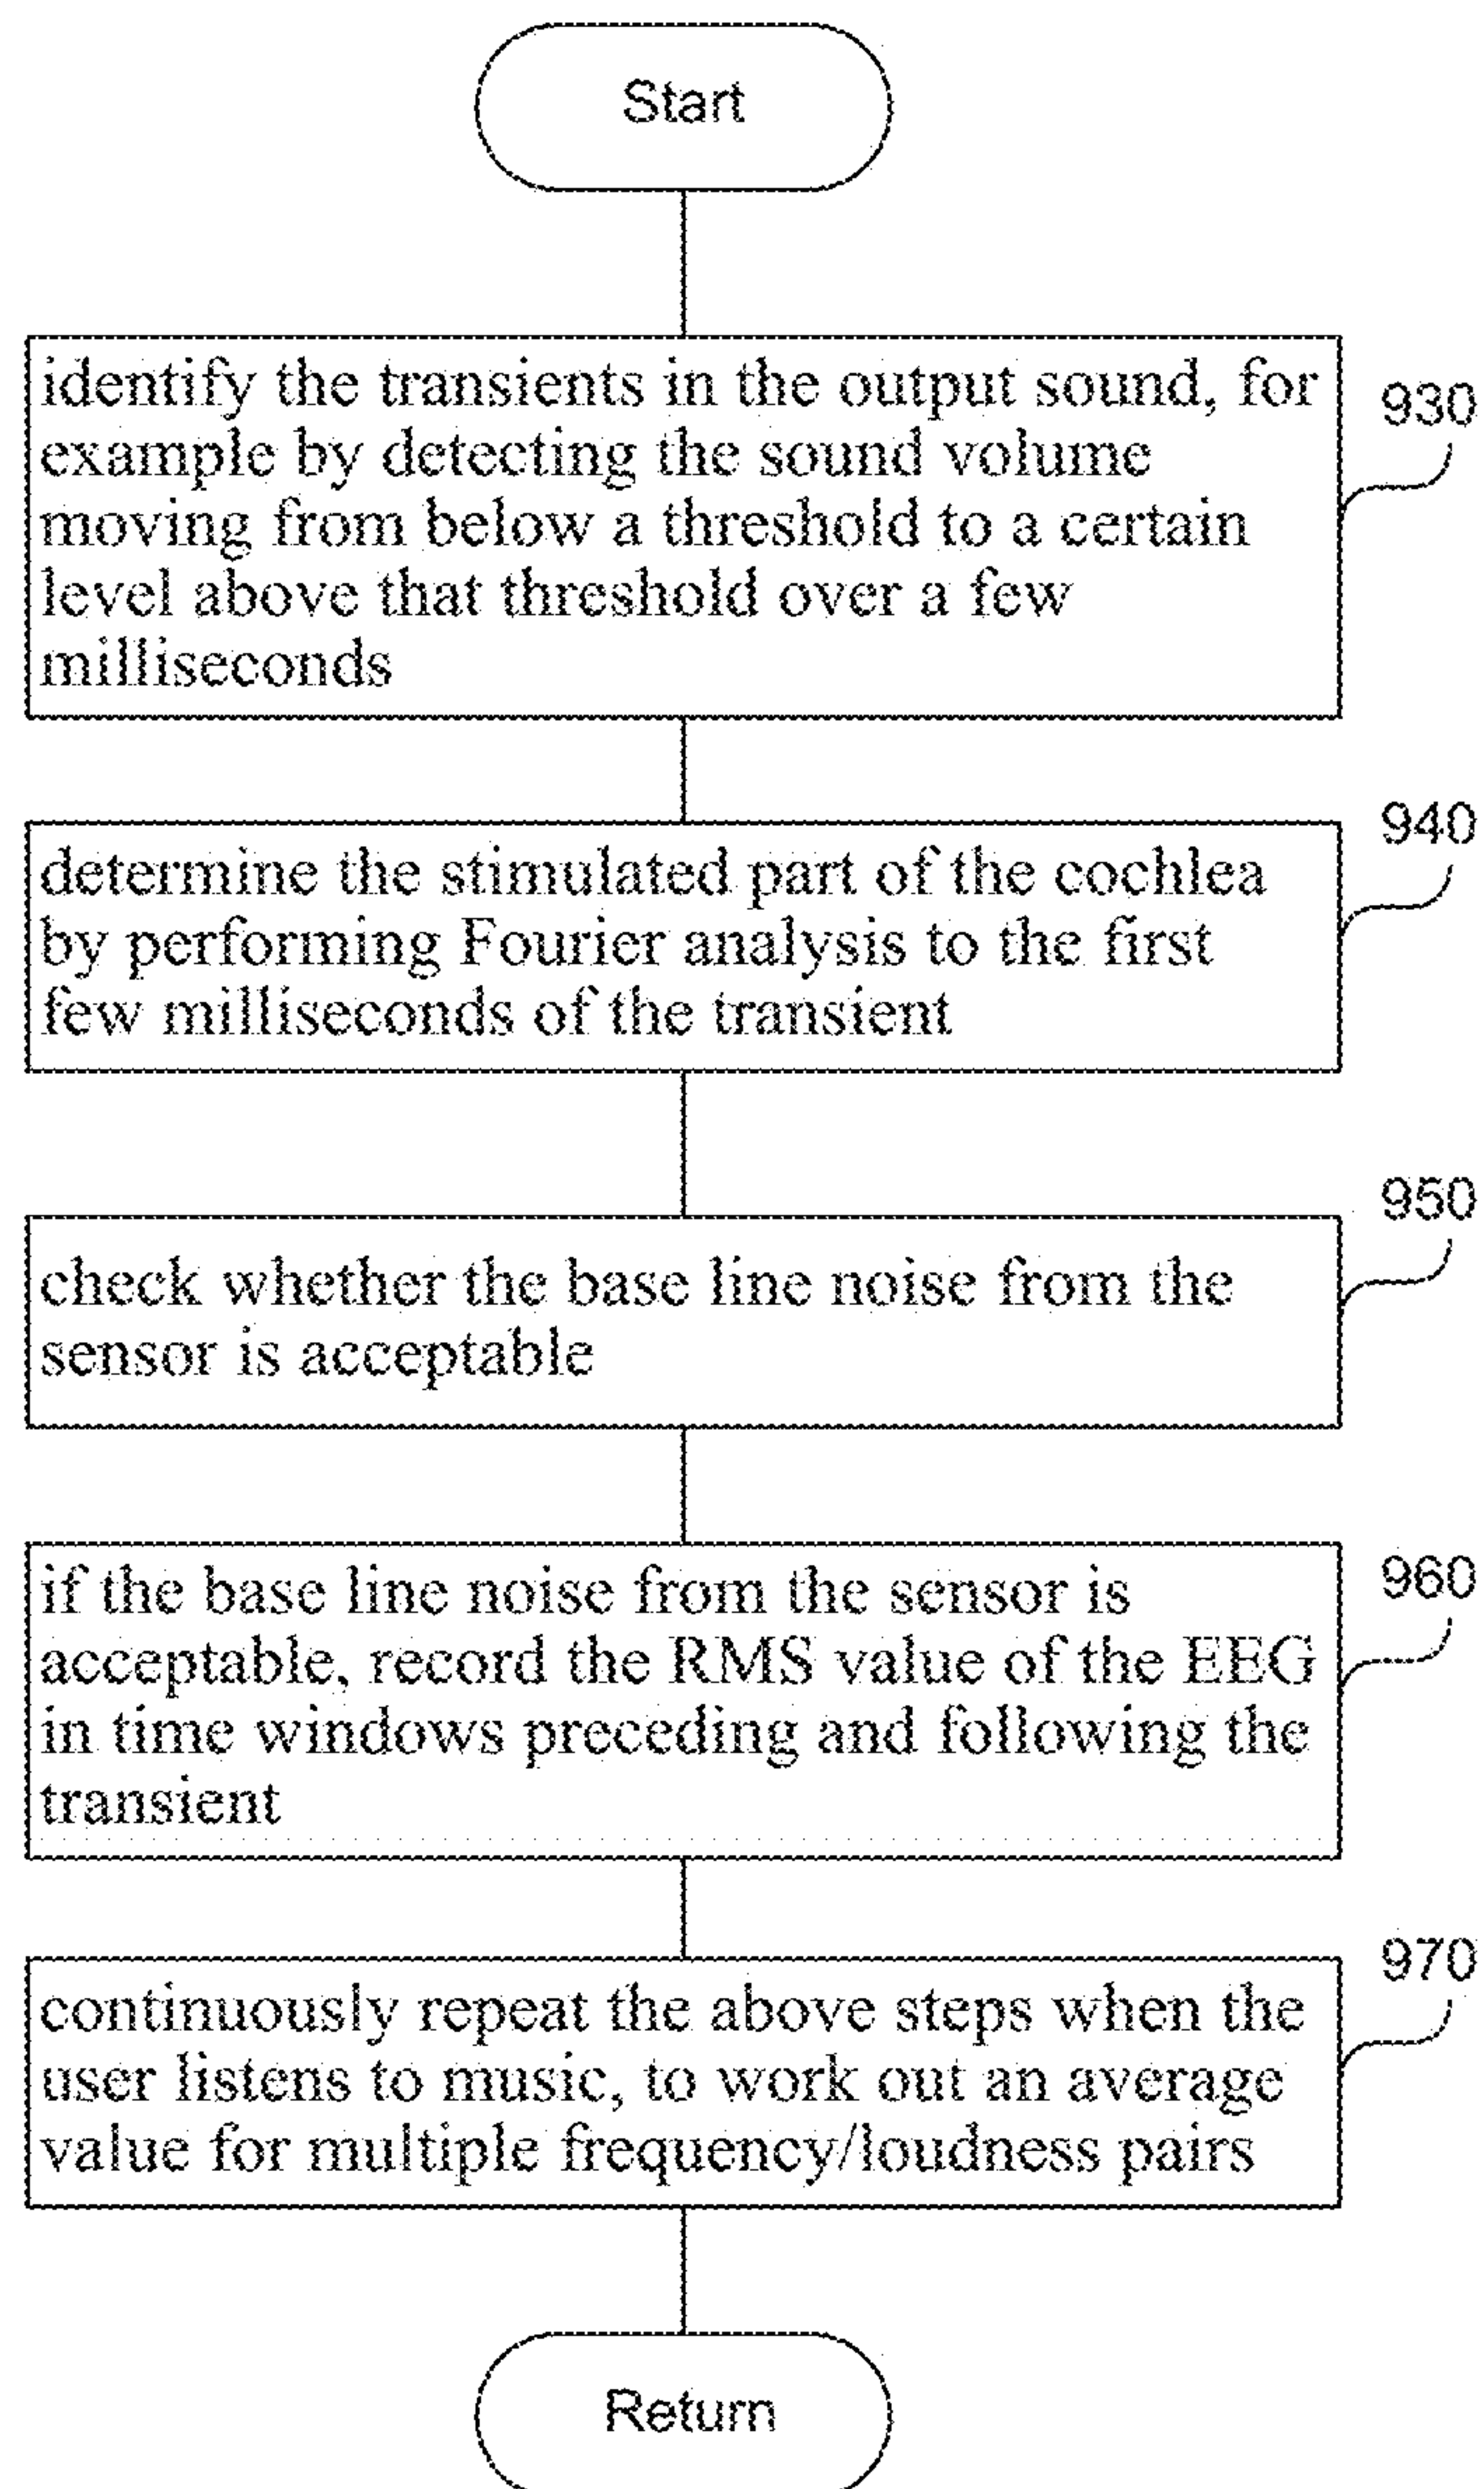 Start
identify the transients in the output sound, for
930
example by detecting the sound volume
moving from below a threshold to a certain
level above that threshold over a few
milliseconds
940
determine the stimulated part of the cochlea
by performing Fourier analysis to the first
few milliseconds of the transient
950
check whether the base line noise from the
sensor is acceptable
960
if the base line noise from the sensor is
acceptable, record the RMS value of the EEG
in time windows preceding and following the
transient
970
continuously repeat the above steps when the
user listens to music, to work out an average
value for multiple frequency/loudness pairs
Return